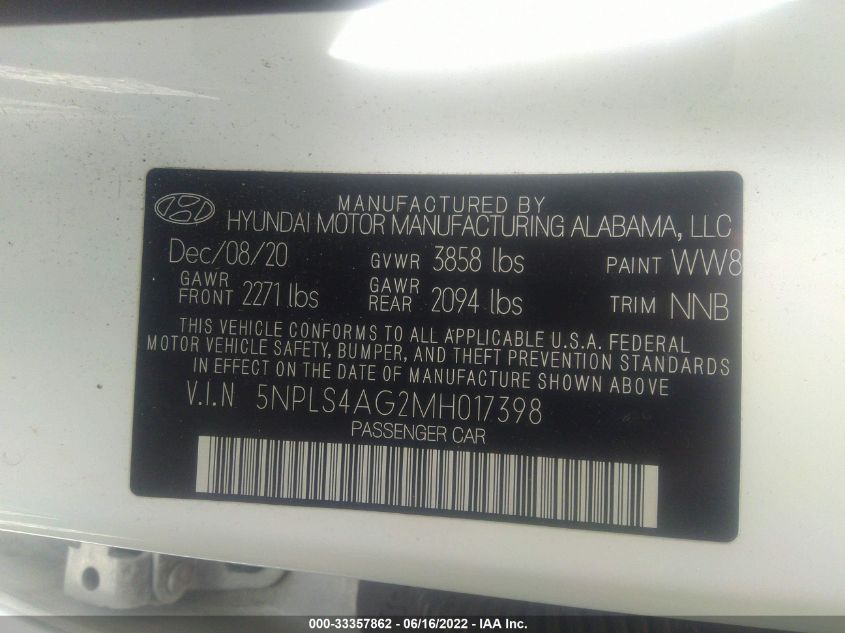 MANUFACTURED BY
HYUNDAI MOTOR MANUFACTURING ALABAMA, LLC
Dec/08/20 GVWR 3858 lbs PAINT WW8
GAWR FRONT 2271 lbs GAWR REAR 2094 lbs TRIM NNB
THIS VEHICLE CONFORMS TO ALL APPLICABLE U.S.A. FEDERAL
MOTOR VEHICLE SAFETY, BUMPER, AND THEFT PREVENTION STANDARDS
IN EFFECT ON THE DATE OF MANUFACTURE SHOWN ABOVE
V.I.N 5NPLS4AG2MH017398
PASSENGER CAR
000-33357862 - 06/16/2022 - IAA Inc.